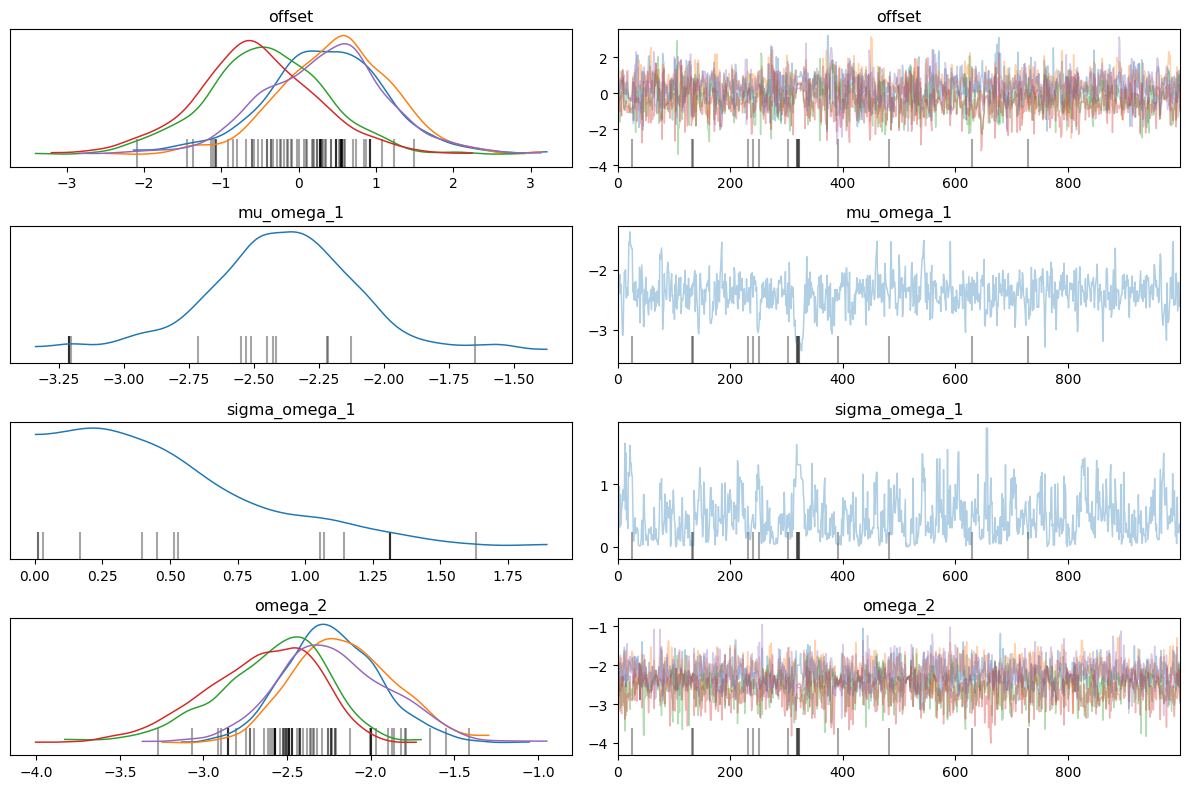 offset offset
2
0
−2
−4
−3 −2 −1 0 1 2 3 0 200 400 600 800
mu_omega_1 mu_omega_1
−2
−3
−3.25 −3.00 −2.75 −2.50 −2.25 −2.00 −1.75 −1.50 0 200 400 600 800
sigma_omega_1 sigma_omega_1
1
0
0.00 0.25 0.50 0.75 1.00 1.25 1.50 1.75 0 200 400 600 800
omega_2 omega_2
−1
−2
−3
−4
−4.0 −3.5 −3.0 −2.5 −2.0 −1.5 −1.0 0 200 400 600 800